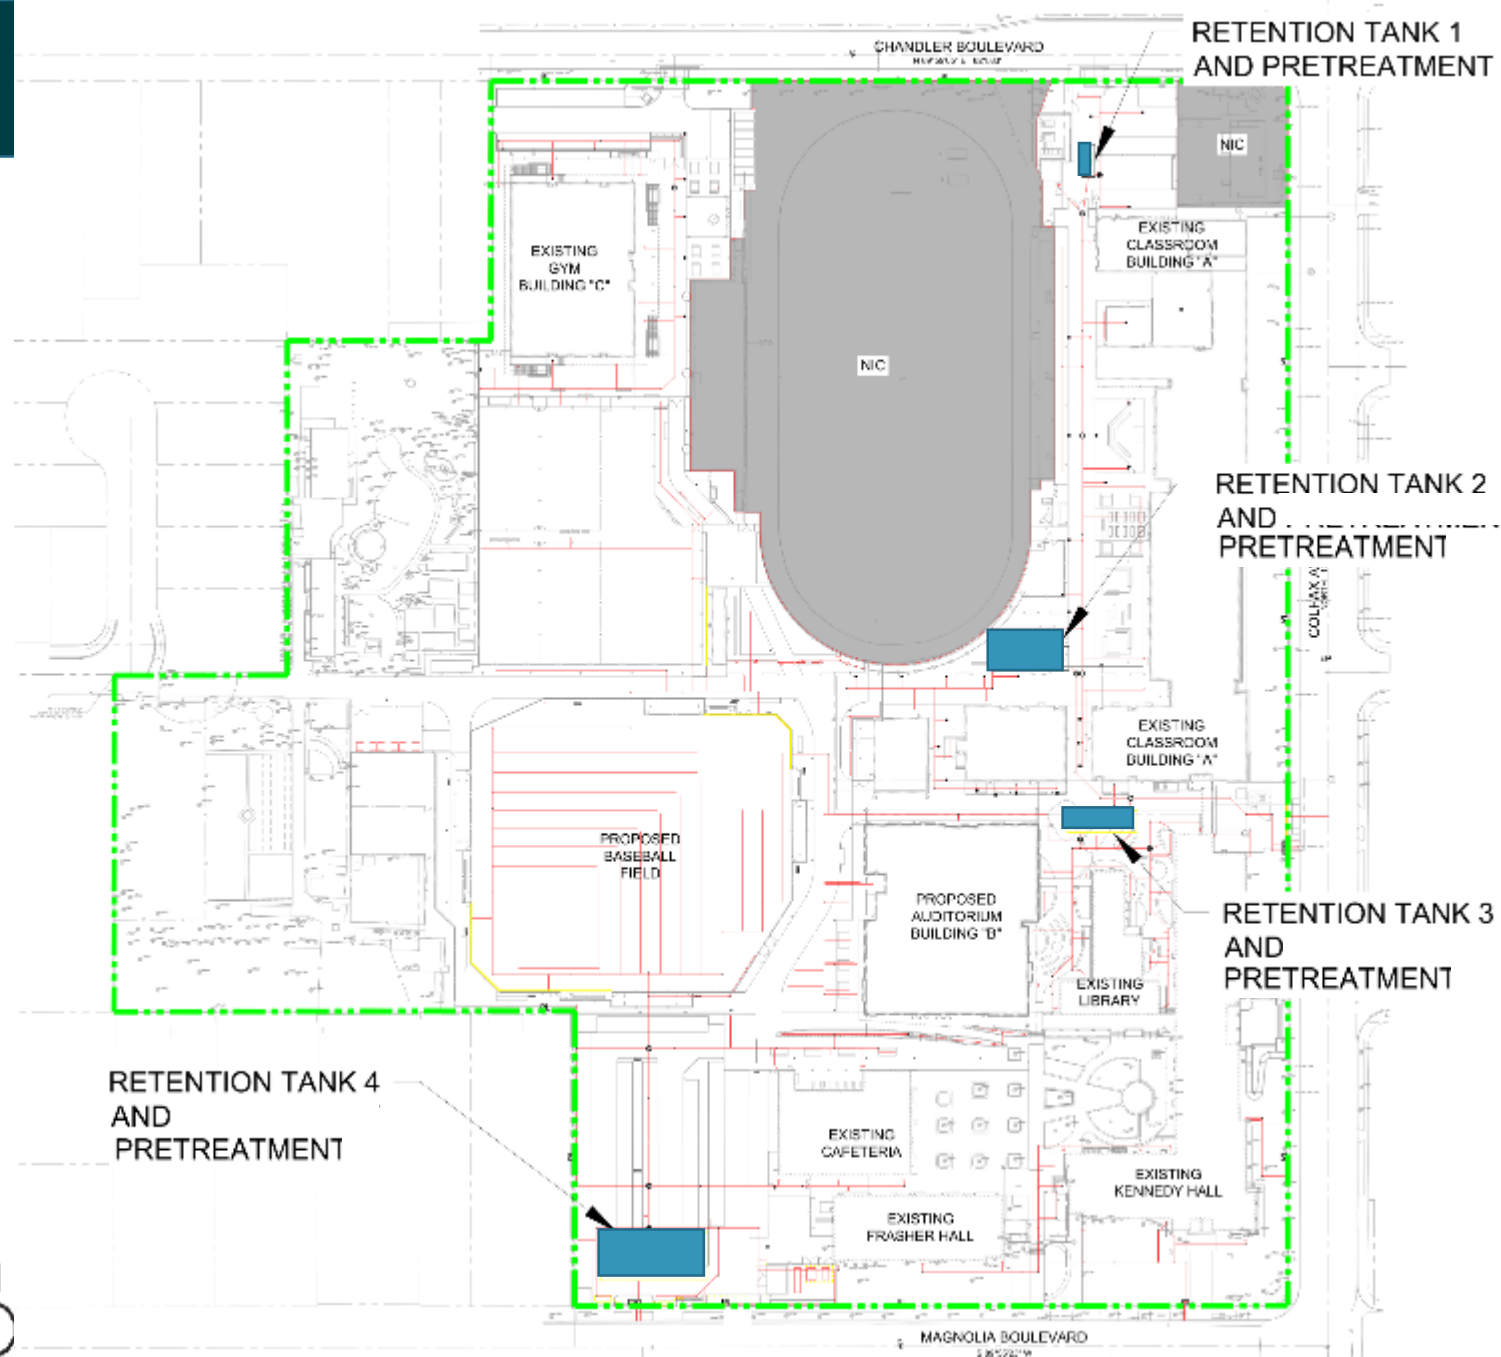 CHANDLER BOULEVARD
RETENTION TANK 1
AND PRETREATMENT
NIC
EXISTING
GYM
BUILDING "C"
EXISTING
CLASSROOM
BUILDING "A"
NIC
RETENTION TANK 2
AND
PRETREATMENT
COLFAX
EXISTING
CLASSROOM
BUILDING "A"
PROPOSED
BASEBALL
FIELD
PROPOSED
AUDITORIUM
BUILDING "B"
RETENTION TANK 3
AND
PRETREATMENT
EXISTING
LIBRARY
RETENTION TANK 4
AND
PRETREATMENT
EXISTING
CAFETERIA
EXISTING
KENNEDY HALL
EXISTING
FRASHER HALL
MAGNOLIA BOULEVARD